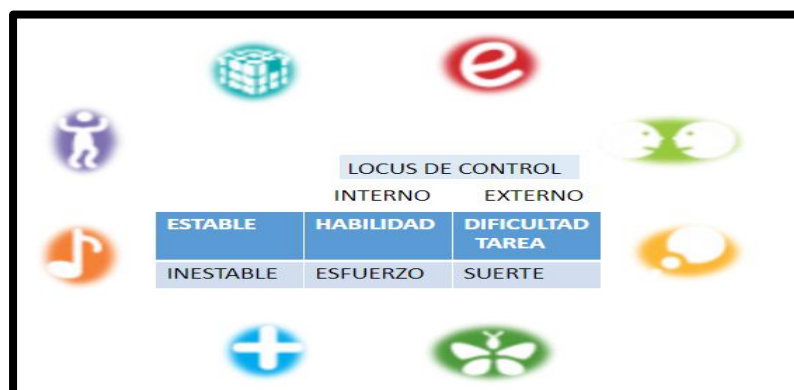 e
LOCUS DE CONTROL
INTERNO EXTERNO
ESTABLE HABILIDAD DIFICULTAD
TAREA
INESTABLE ESFUERZO SUERTE